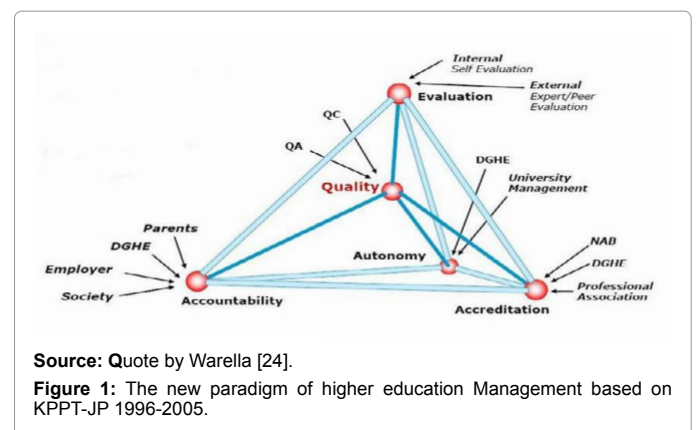 Internal
Self Evaluation
External
Expert/Peer
Evaluation
Evaluation
QC
QA
DGHE
University
Management
Quality
Parents
DGHE
Employer
Society
Autonomy
NAB
DGHE
Professional
Association
Accountability
Accreditation
Source: Quote by Warella [24].
Figure 1: The new paradigm of higher education Management based on
KPPT-JP 1996-2005.